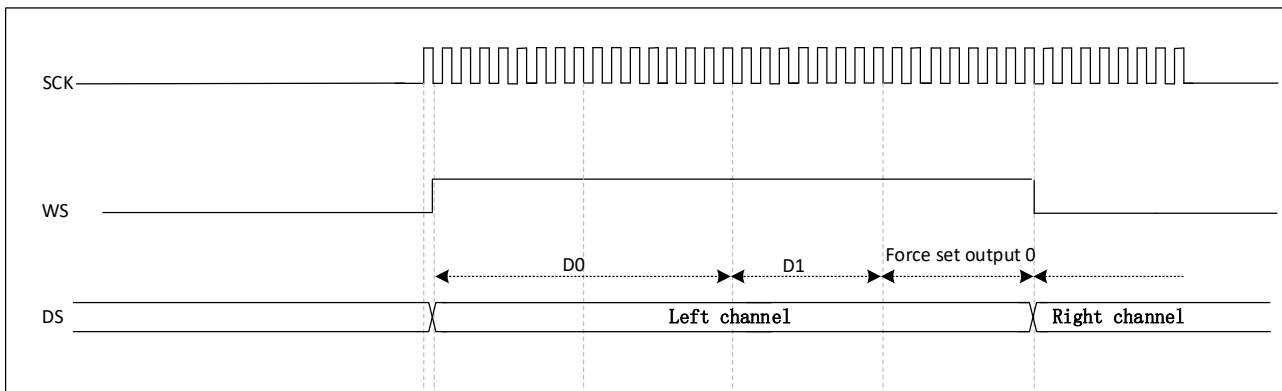 SCK
WS
D0
D1
Force set output 0
DS
Left channel
Right channel